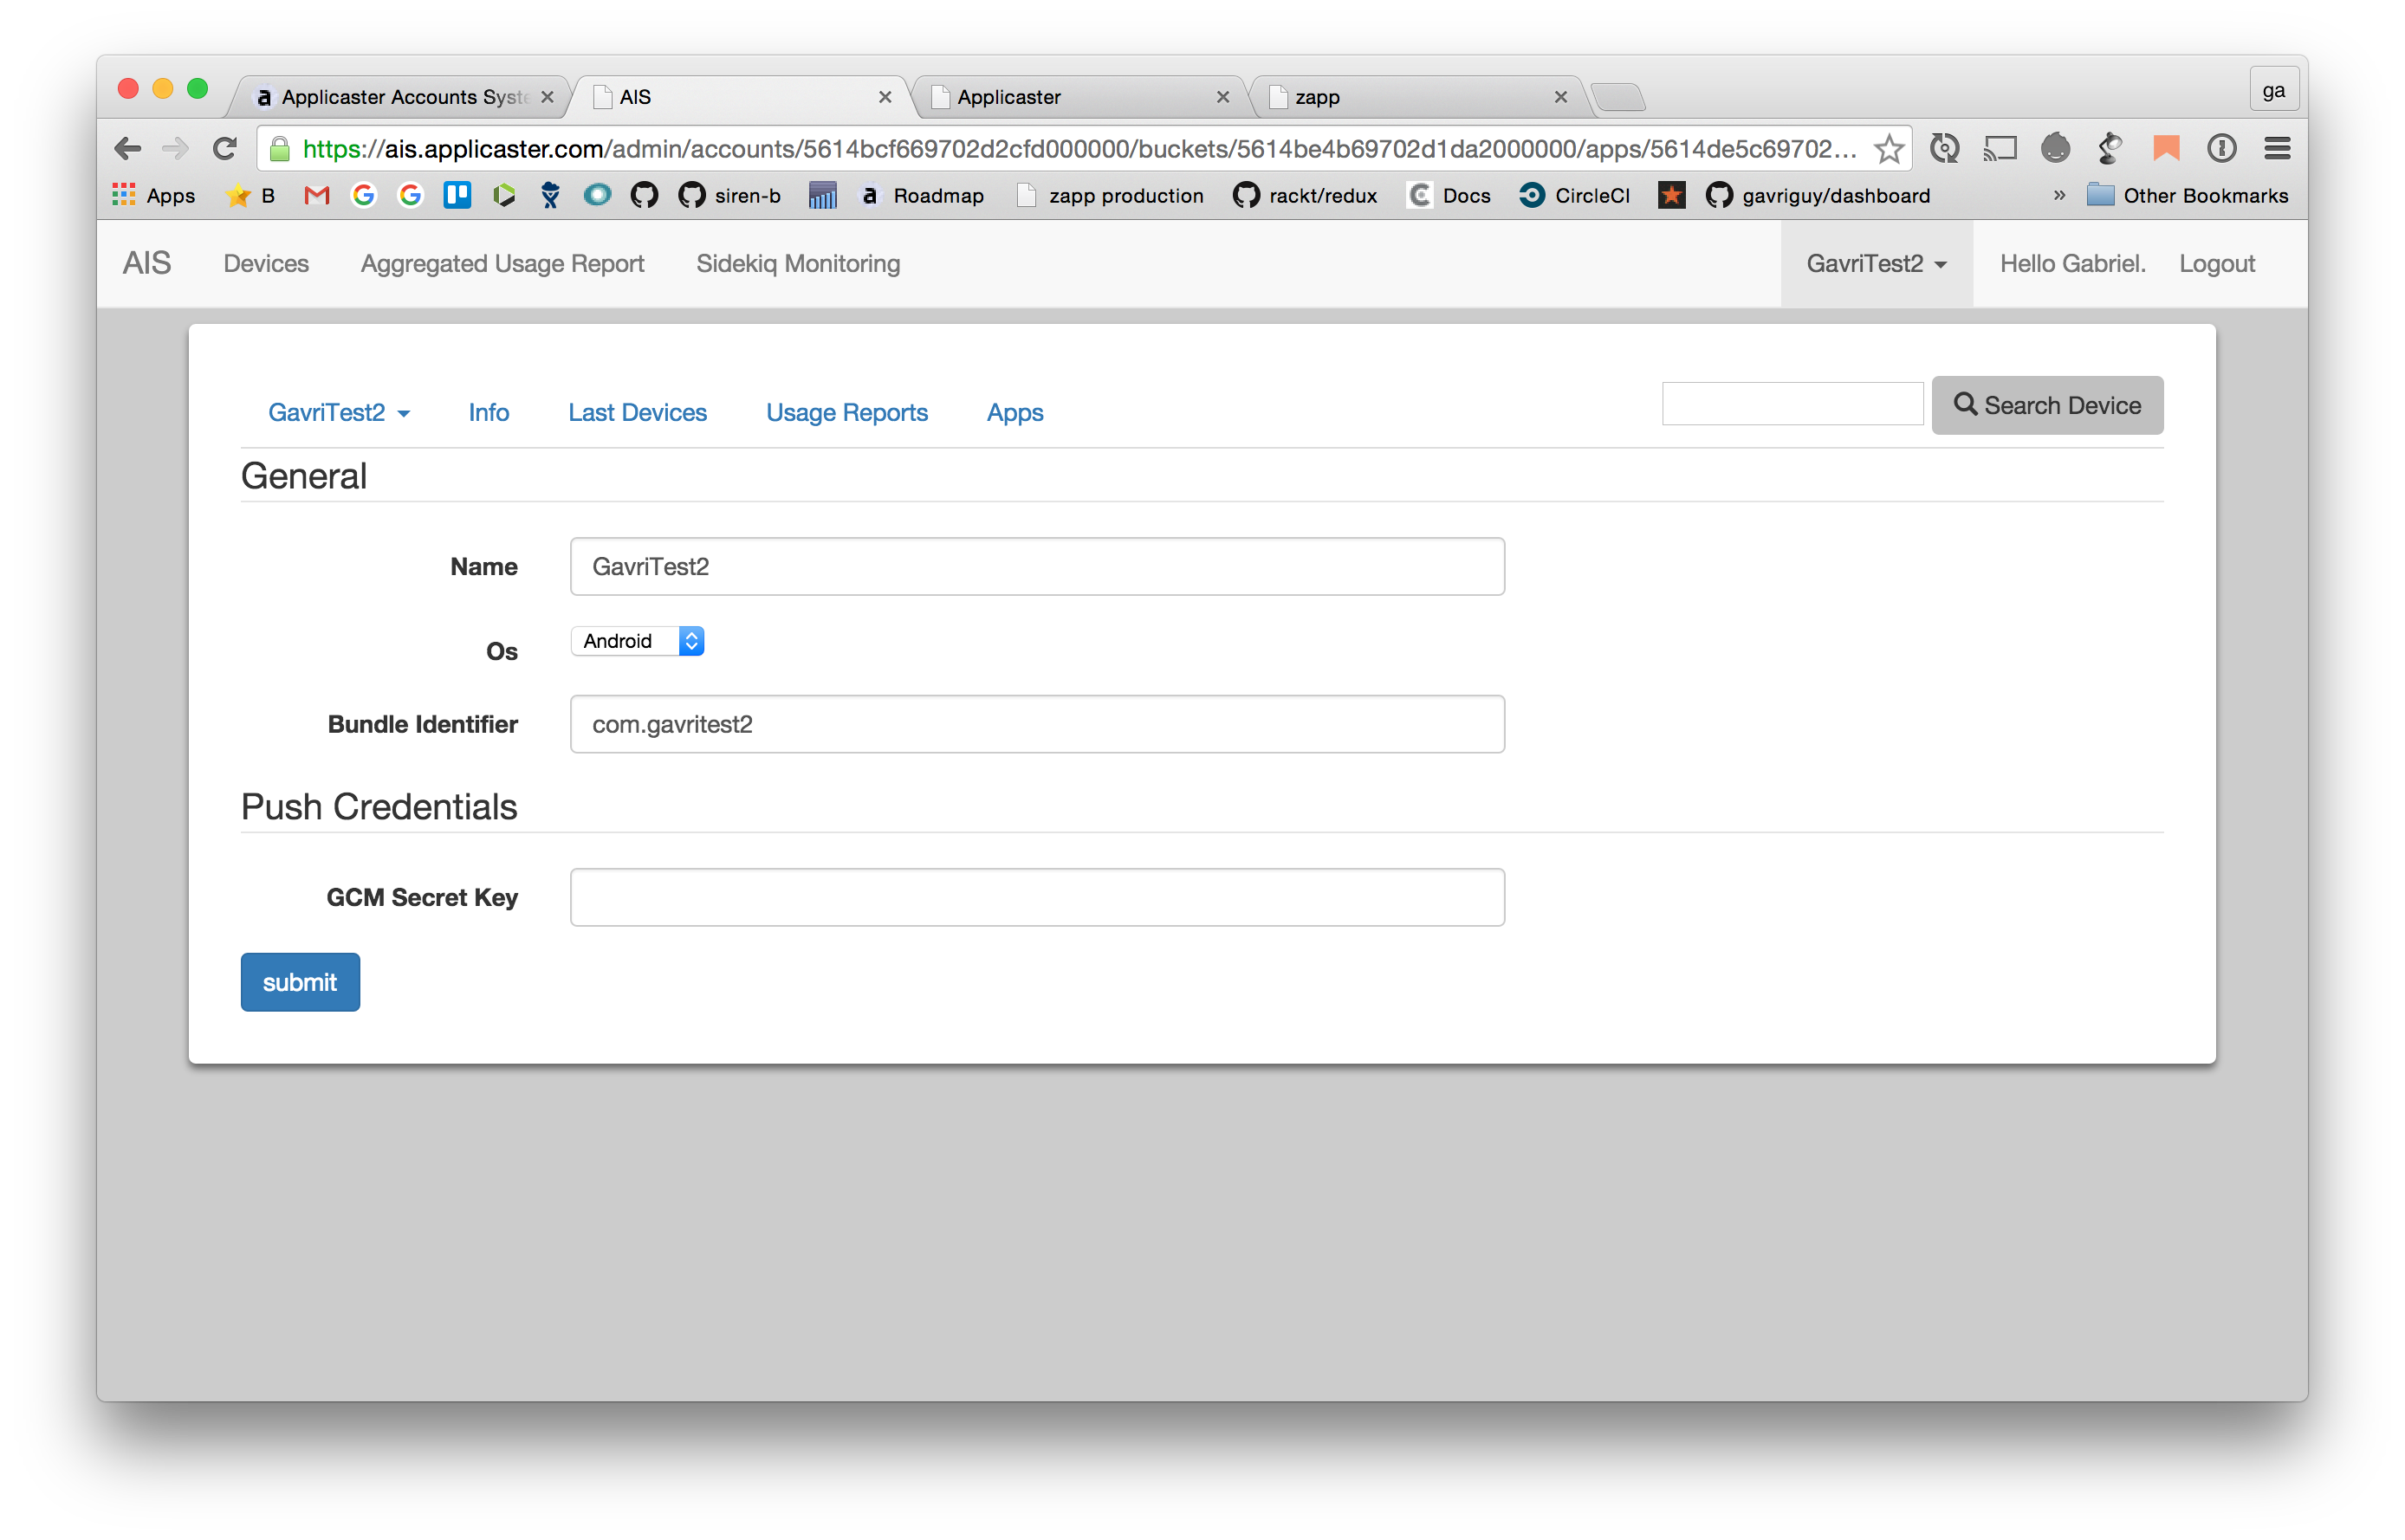 Applicaster Accounts Syste
AIS
Applicaster
zapp
ga
https://ais.applicaster.com/admin/accounts/5614bcf669702d2cfd000000/buckets/5614be4b69702d1da2000000/apps/5614de5c69702...
Apps B siren-b a Roadmap zapp production rackt/redux Docs CircleCI gavriguy/dashboard » Other Bookmarks
AIS Devices Aggregated Usage Report Sidekiq Monitoring GavriTest2 Hello Gabriel. Logout
GavriTest2 Info Last Devices Usage Reports Apps Search Device
General
Name GavriTest2
Os Android
Bundle Identifier com.gavritest2
Push Credentials
GCM Secret Key
submit